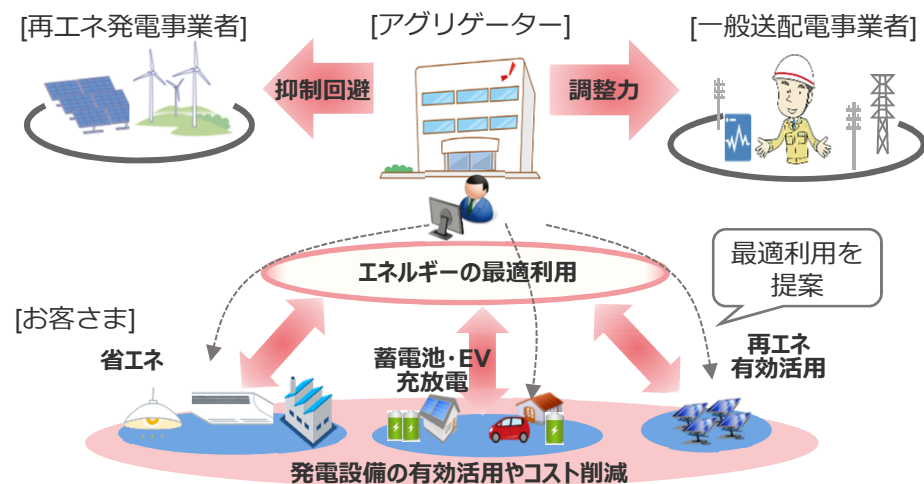 [再エネ発電事業者]
[アグリゲーター]
[一般送配電事業者]
抑制回避
調整力
エネルギーの最適利用
最適利用を
提案
[お客さま]
省エネ
蓄電池・EV
充放電
再エネ
有効活用
発電設備の有効活用やコスト削減